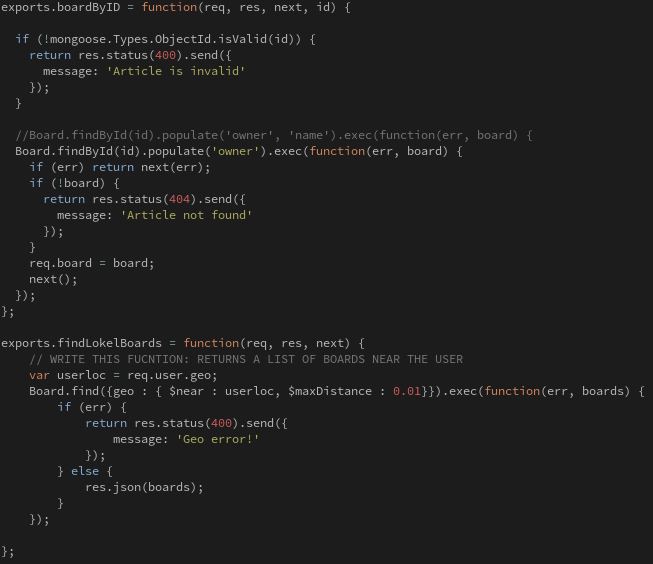 exports.boardByID = function(req, res, next, id) {
  if (!mongoose.Types.ObjectId.isValid(id)) {
    return res.status(400).send({
      message: 'Article is invalid'
    });
  }
  //Board.findById(id).populate('owner', 'name').exec(function(err, board) {
  Board.findById(id).populate('owner').exec(function(err, board) {
    if (err) return next(err);
    if (!board) {
      return res.status(404).send({
        message: 'Article not found'
      });
    }
    req.board = board;
    next();
  });
};
exports.findLokelBoards = function(req, res, next) {
    // WRITE THIS FUCNTION: RETURNS A LIST OF BOARDS NEAR THE USER
    var userloc = req.user.geo;
    Board.find({geo : { $near : userloc, $maxDistance : 0.01}}).exec(function(err, boards) {
        if (err) {
            return res.status(400).send({
                message: 'Geo error!'
            });
        } else {
            res.json(boards);
        }
    });
};